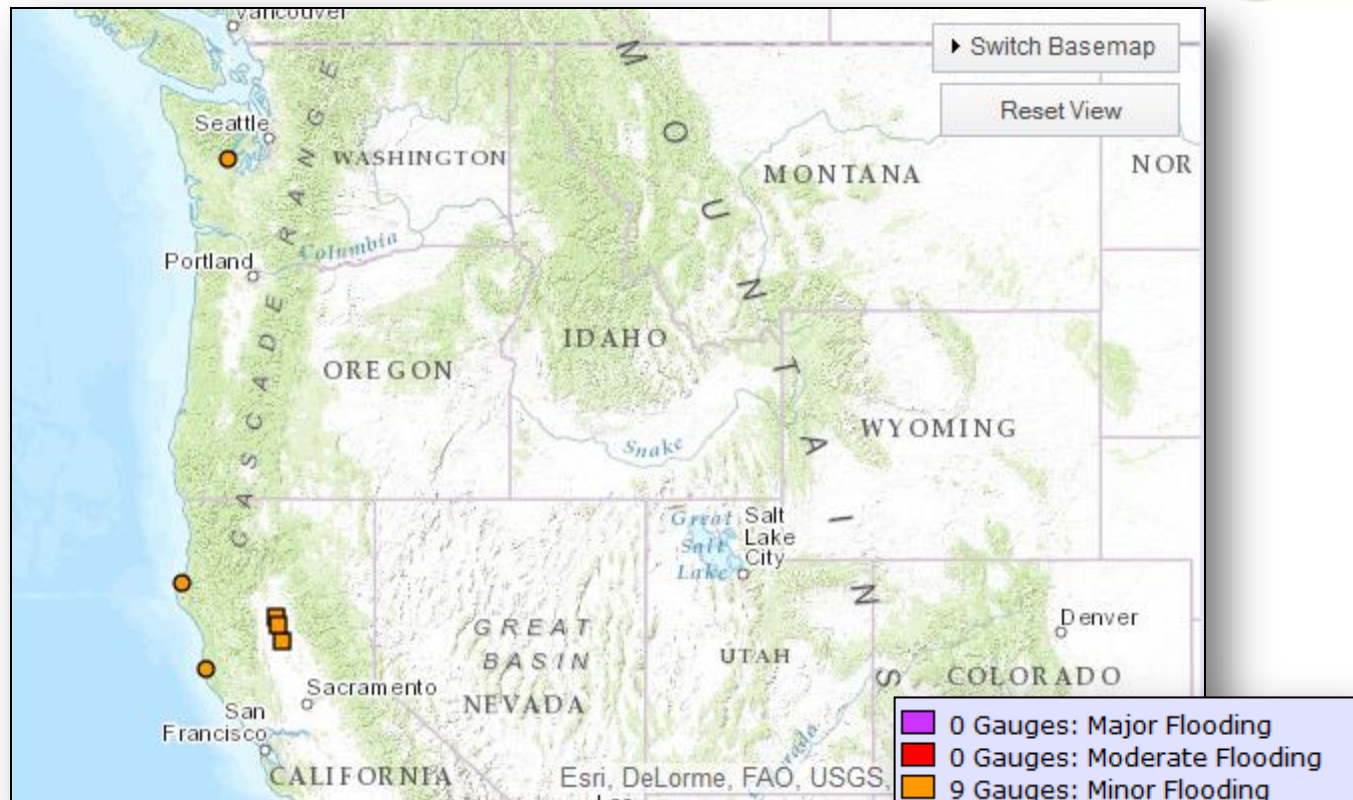 Vancouver
Switch Basemap
Reset View
Seattle
WASHINGTON
MONTANA
NOR
Columbia
Portland
CASCADE RANGE
MOUNTAINS
IDAHO
OREGON
WYOMING
Snake
Great
Salt
Lake
Salt
Lake
City
GREAT
BASIN
Denver
UTAH
COLORADO
Sacramento
NEVADA
San
Francisco
CALIFORNIA
Esri, DeLorme, FAO, USGS,
0 Gauges: Major Flooding
0 Gauges: Moderate Flooding
9 Gauges: Minor Flooding